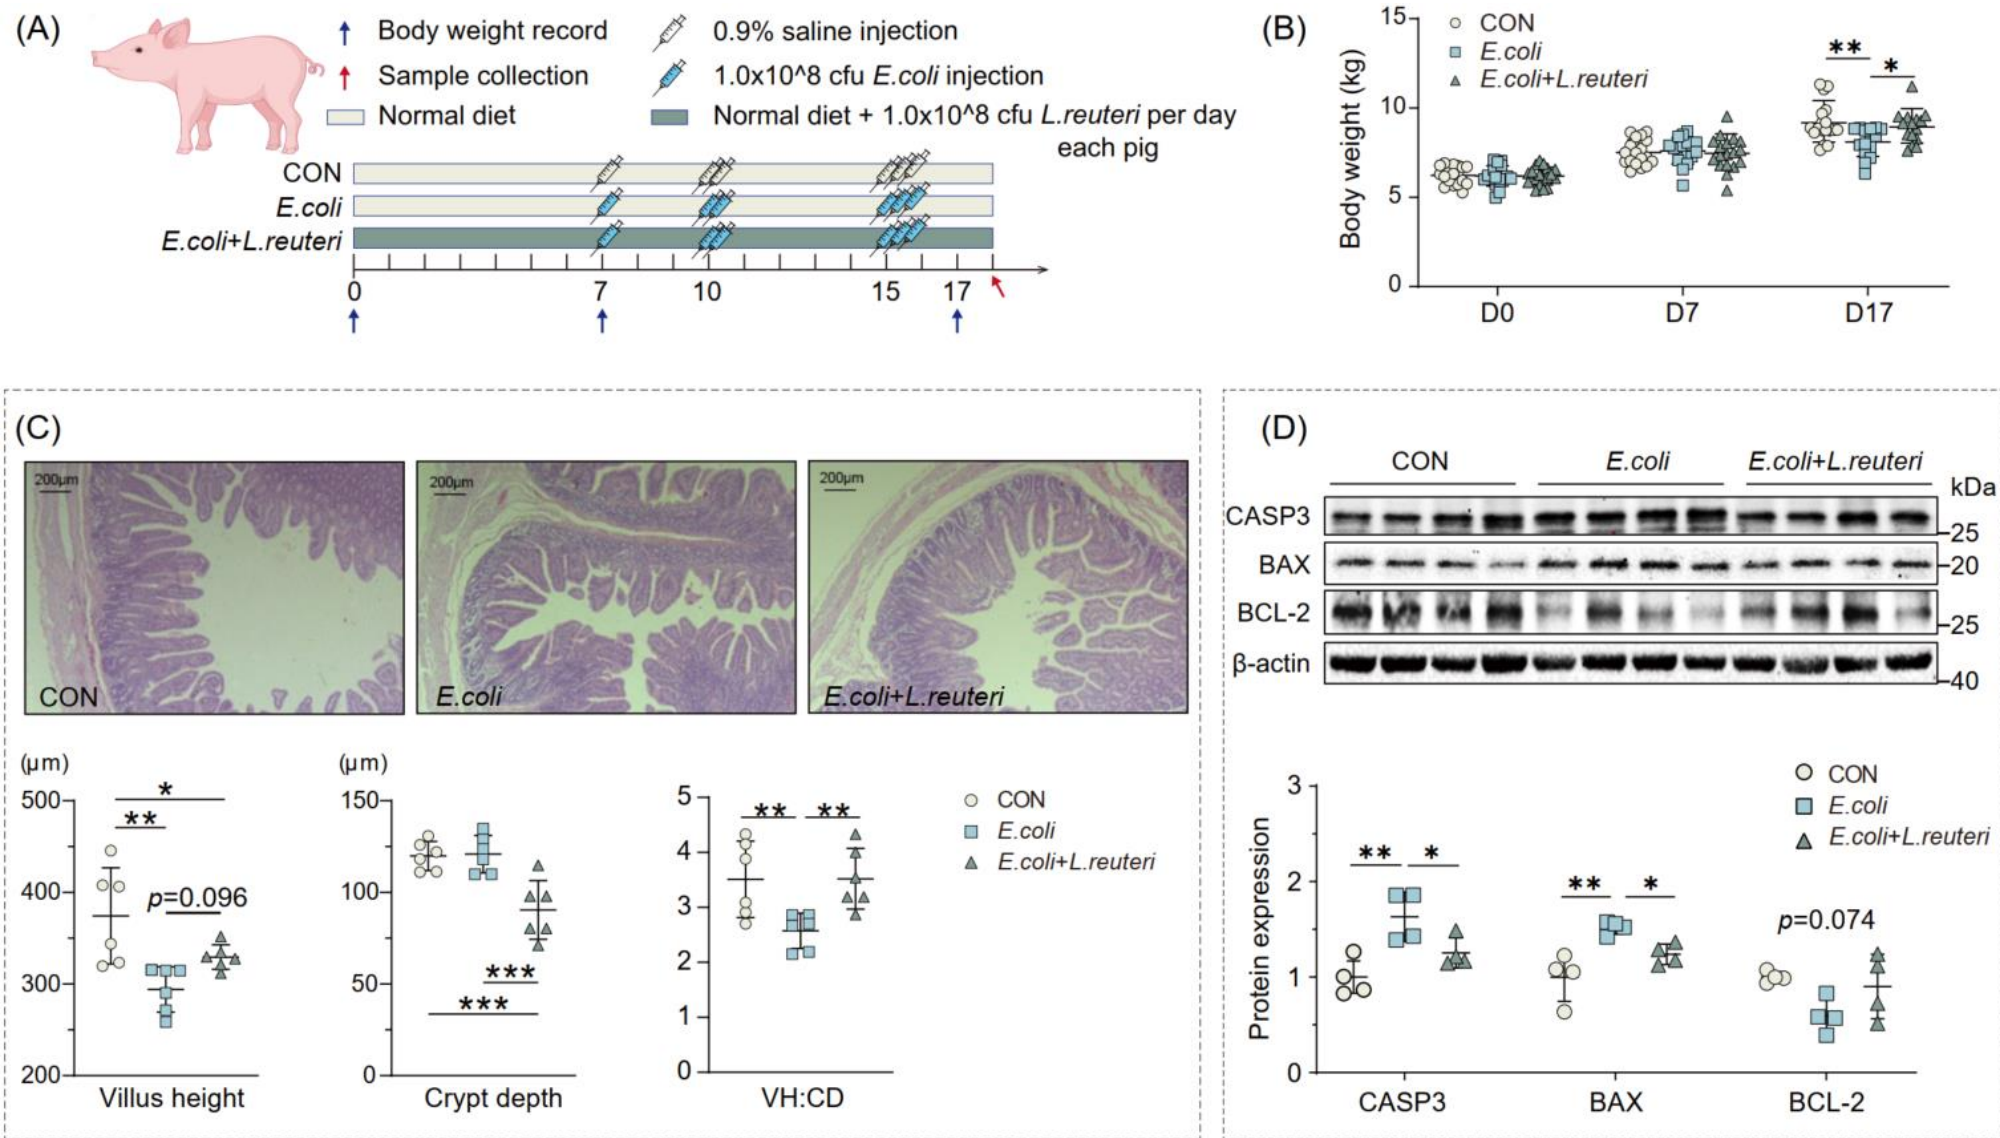 (A)
Body weight record
0.9% saline injection
Sample collection
1.0x10^8 cfu E.coli injection
Normal diet
Normal diet + 1.0x10^8 cfu L.reuteri per day
each pig
CON
E.coli
E.coli+L.reuteri
0 7 10 15 17
(B)
Body weight (kg)
15
10
5
0
CON
E.coli
E.coli+L.reuteri
**
*
D0 D7 D17
(C)
200μm
CON
200μm
E.coli
200μm
E.coli+L.reuteri
(μm)
500
400
300
200
*
**
p=0.096
Villus height
(μm)
150
100
50
0
***
***
Crypt depth
5
4
3
2
1
0
** **
VH:CD
CON
E.coli
E.coli+L.reuteri
(D)
CON E.coli E.coli+L.reuteri
kDa
CASP3
25
BAX
20
BCL-2
25
β-actin
40
Protein expression
3
2
1
0
CON
E.coli
E.coli+L.reuteri
** *
** *
p=0.074
CASP3 BAX BCL-2